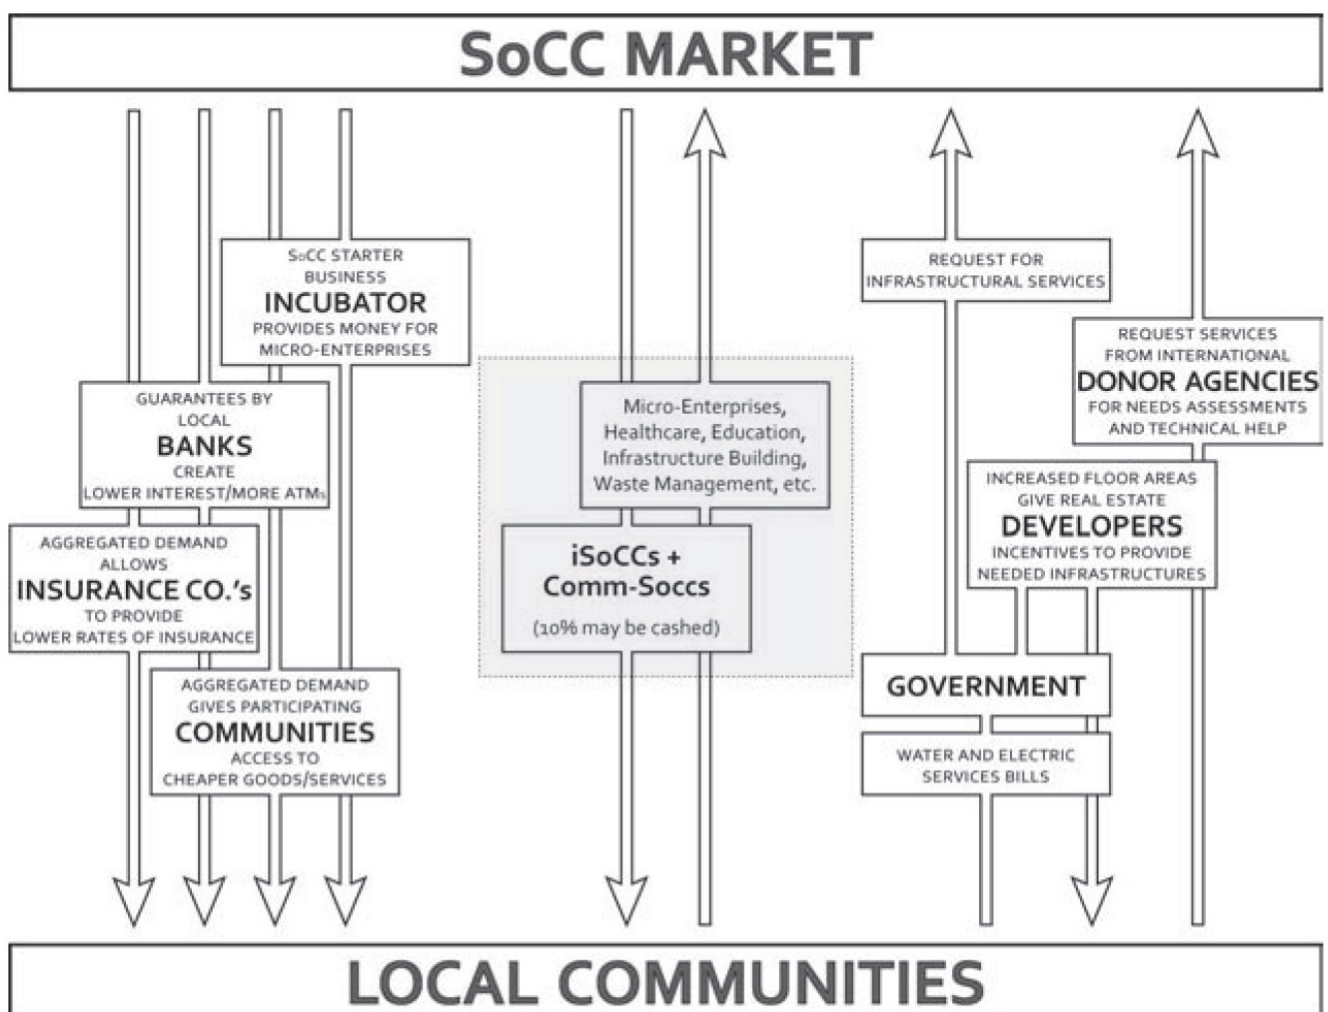 SoCC MARKET
SoCC STARTER
BUSINESS
INCUBATOR
PROVIDES MONEY FOR
MICRO-ENTERPRISES
GUARANTEES BY
LOCAL
BANKS
CREATE
LOWER INTEREST/MORE ATMs
AGGREGATED DEMAND
ALLOWS
INSURANCE CO.'s
TO PROVIDE
LOWER RATES OF INSURANCE
AGGREGATED DEMAND
GIVES PARTICIPATING
COMMUNITIES
ACCESS TO
CHEAPER GOODS/SERVICES
Micro-Enterprises,
Healthcare, Education,
Infrastructure Building,
Waste Management, etc.
iSoCCs +
Comm-Soccs
(10% may be cashed)
REQUEST FOR
INFRASTRUCTURAL SERVICES
REQUEST SERVICES
FROM INTERNATIONAL
DONOR AGENCIES
FOR NEEDS ASSESSMENTS
AND TECHNICAL HELP
INCREASED FLOOR AREAS
GIVE REAL ESTATE
DEVELOPERS
INCENTIVES TO PROVIDE
NEEDED INFRASTRUCTURES
GOVERNMENT
WATER AND ELECTRIC
SERVICES BILLS
LOCAL COMMUNITIES